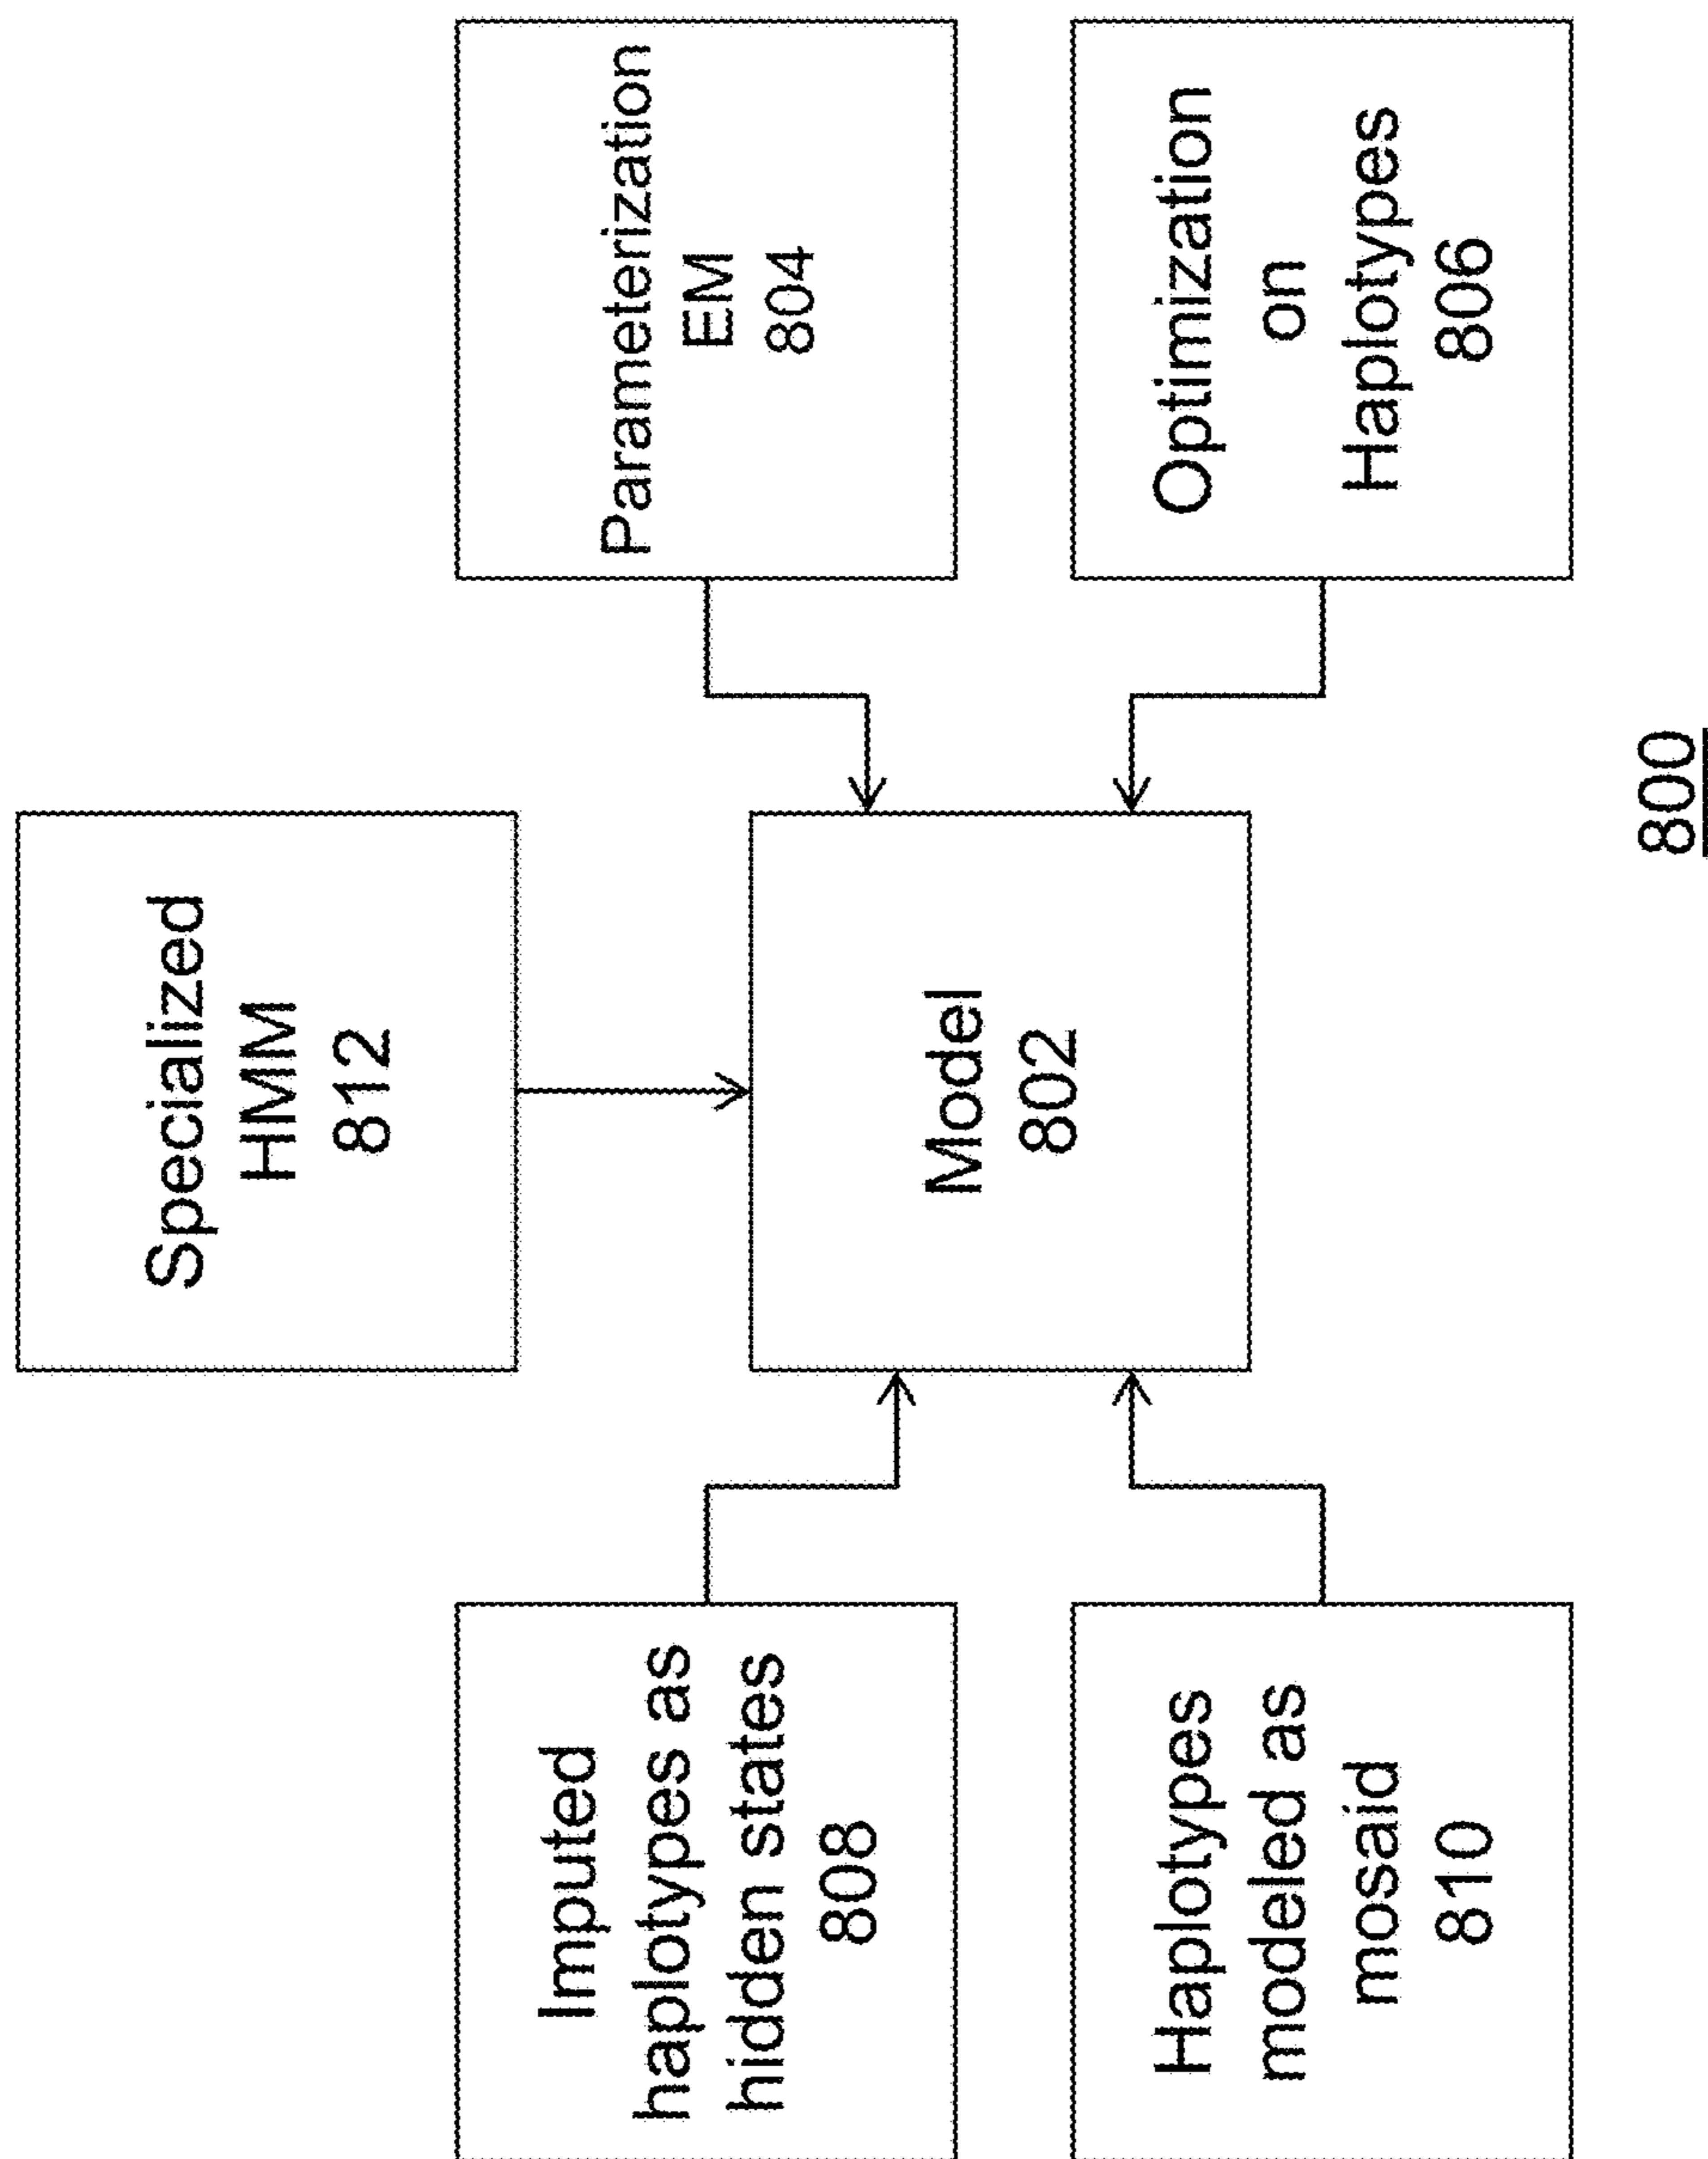 Specialized
HMM
812
Imputed
haplotypes as
hidden states
808
Parameterization
EM
804
Model
802
Haplotypes
modeled as
mosaid
810
Optimization
on
Haplotypes
806
800